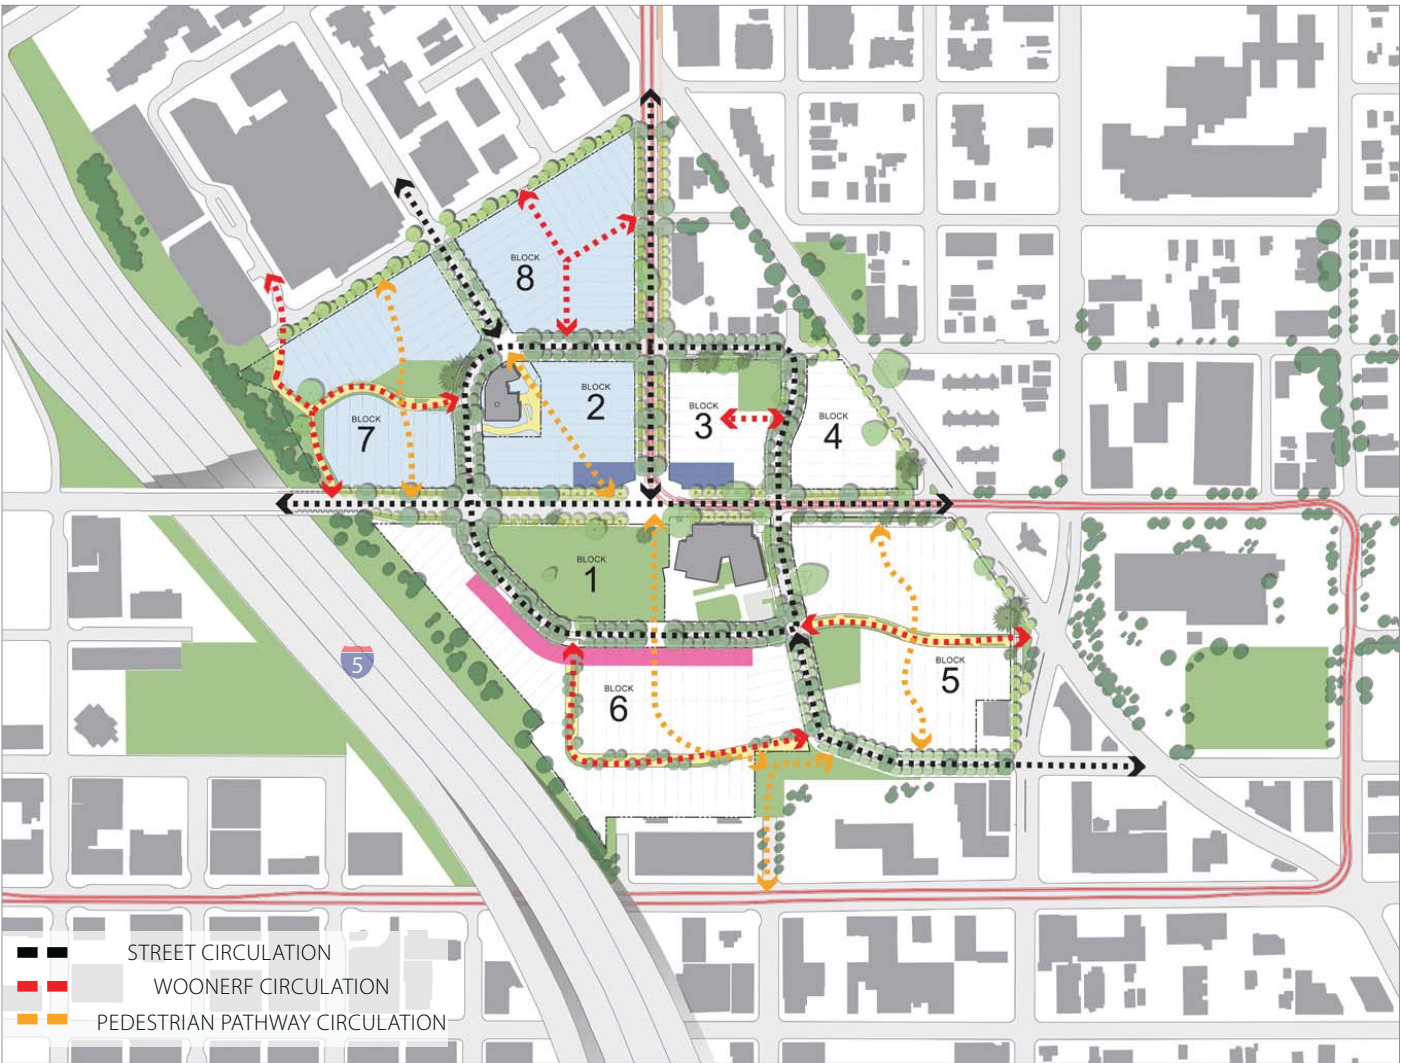 BLOCK
8
BLOCK
2
BLOCK
3
BLOCK
4
BLOCK
7
BLOCK
1
BLOCK
5
BLOCK
6
5
STREET CIRCULATION
WOONERF CIRCULATION
PEDESTRIAN PATHWAY CIRCULATION